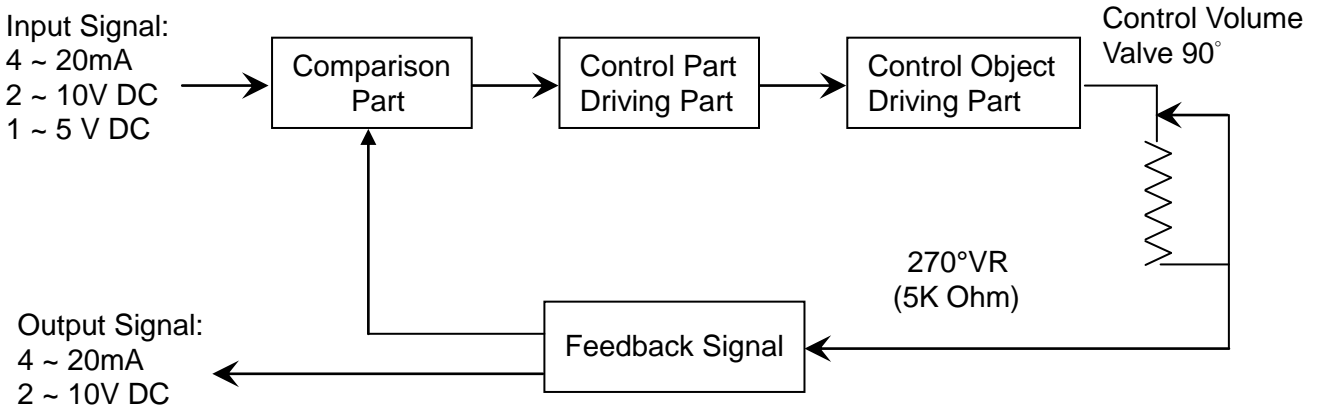 Input Signal:
4 ~ 20mA
2 ~ 10V DC
1 ~ 5 V DC
Comparison
Part
Control Part
Driving Part
Control Object
Driving Part
Control Volume
Valve 90°
270°VR
(5K Ohm)
Feedback Signal
Output Signal:
4 ~ 20mA
2 ~ 10V DC